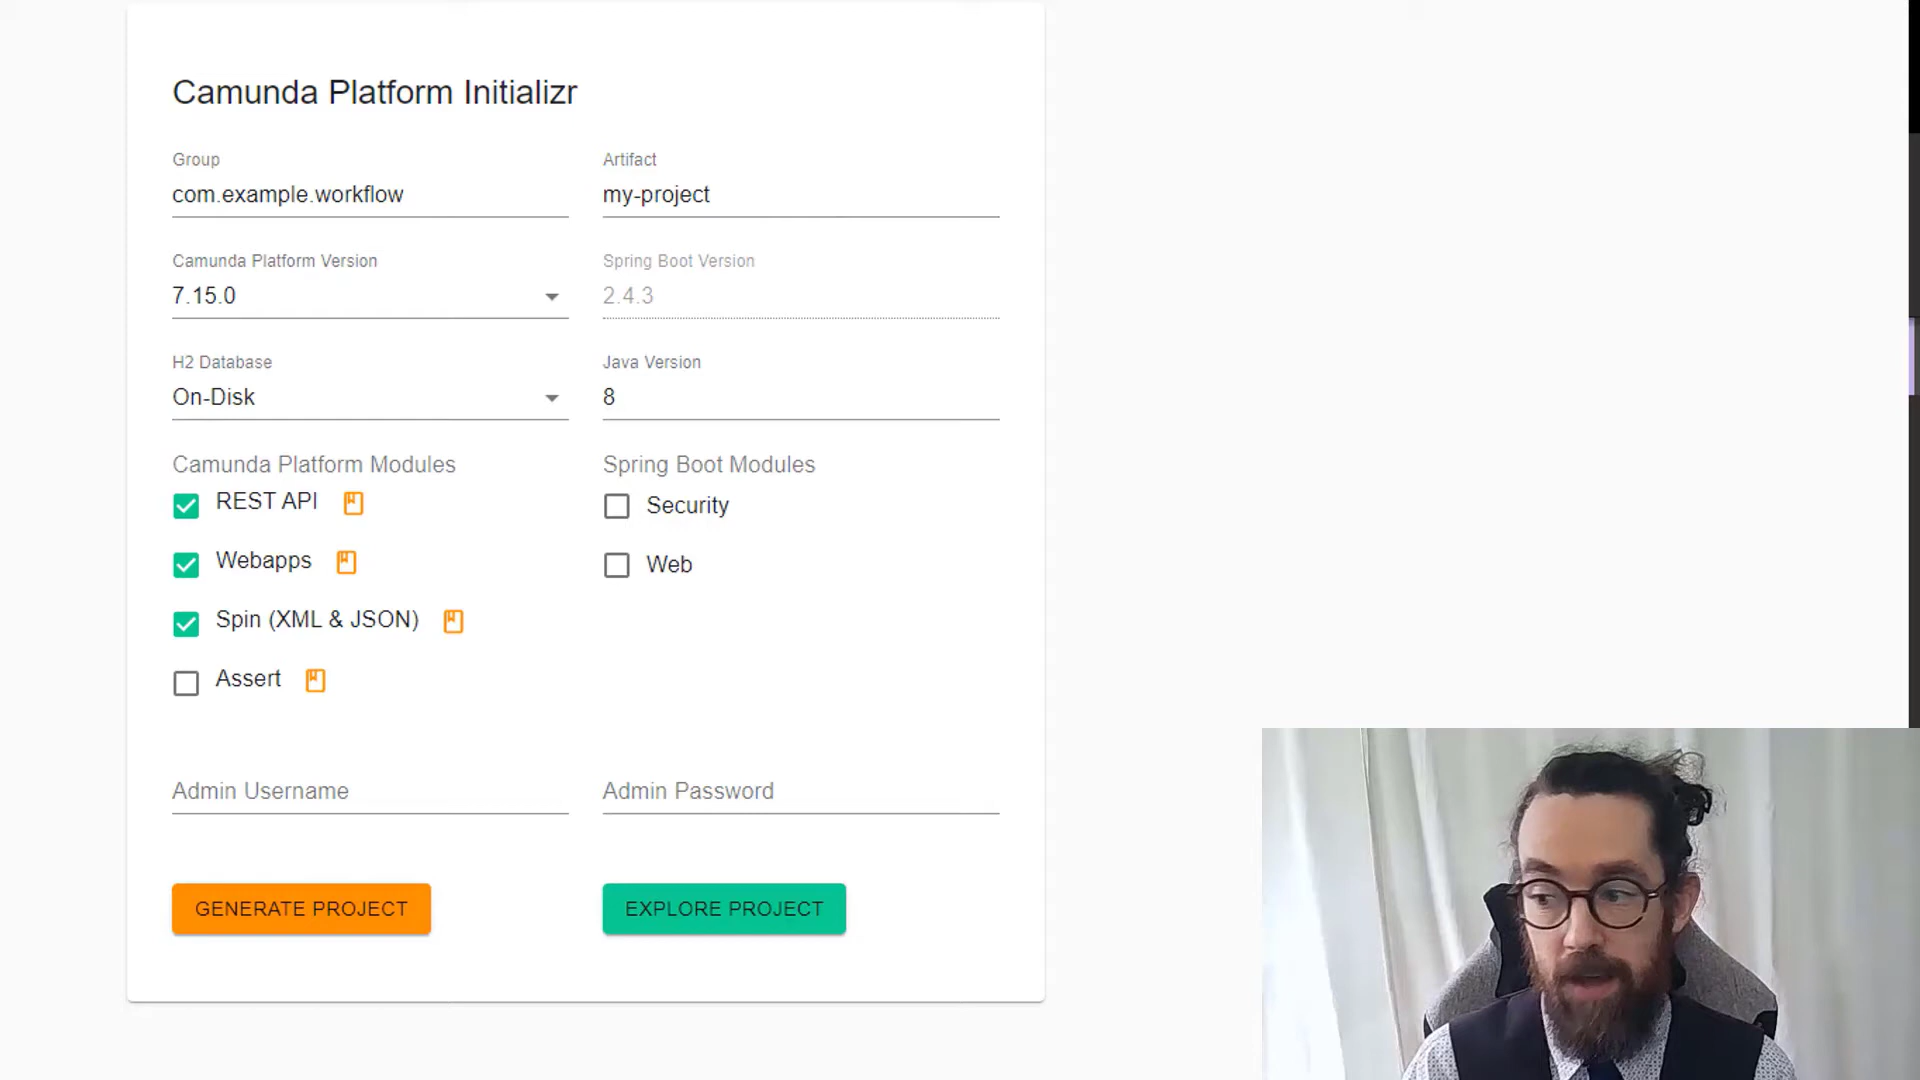 Camunda Platform Initializr
Group
com.example.workflow
Artifact
my-project
Camunda Platform Version
7.15.0
Spring Boot Version
2.4.3
H2 Database
On-Disk
Java Version
8
Camunda Platform Modules
REST API
Webapps
Spin (XML & JSON)
Assert
Spring Boot Modules
Security
Web
Admin Username
Admin Password
GENERATE PROJECT
EXPLORE PROJECT